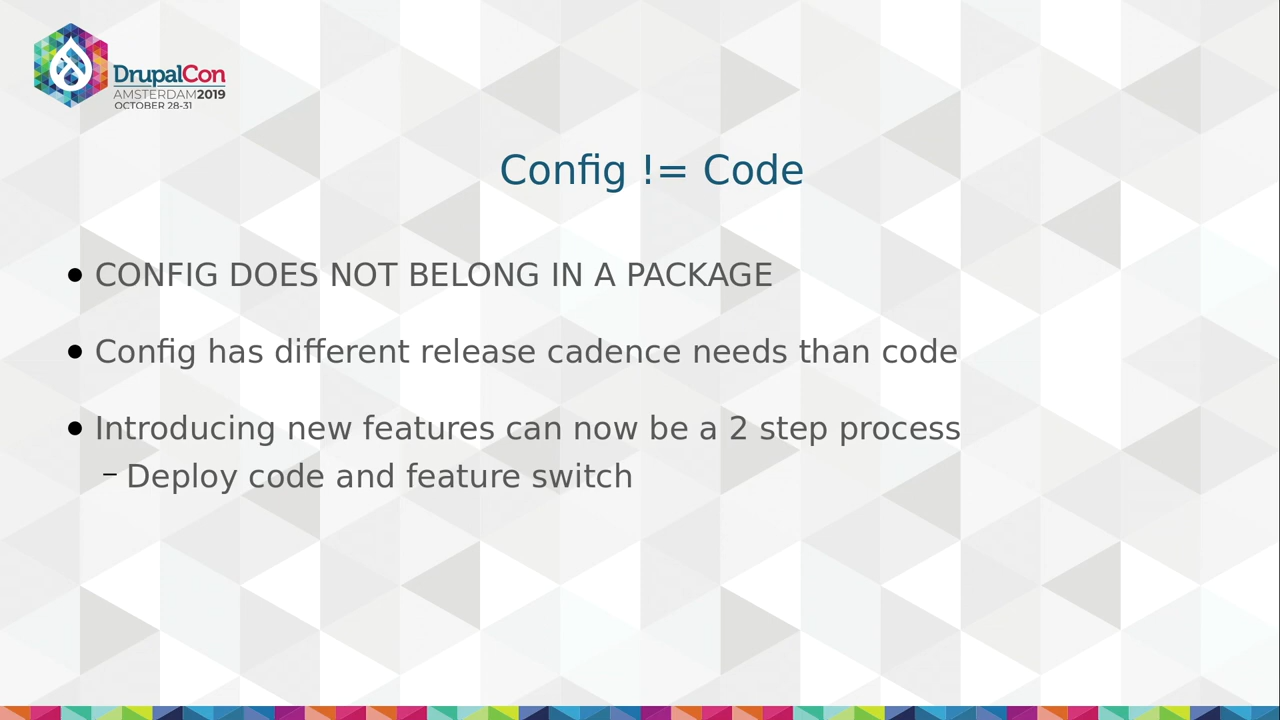 DrupalCon
AMSTERDAM2019
OCTOBER 28-31
Config != Code
● CONFIG DOES NOT BELONG IN A PACKAGE
● Config has different release cadence needs than code
● Introducing new features can now be a 2 step process
– Deploy code and feature switch